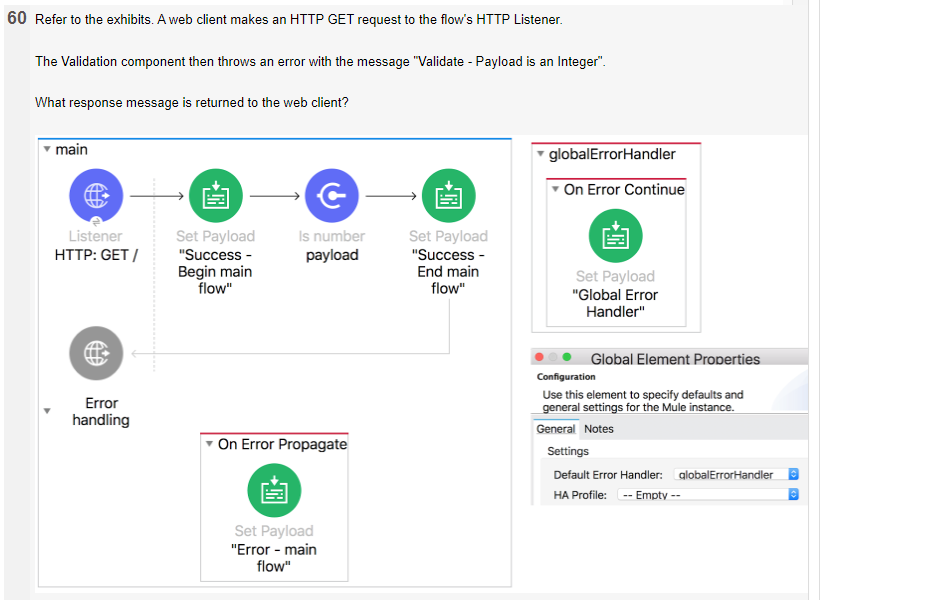 60 Refer to the exhibits. A web client makes an HTTP GET request to the flow's HTTP Listener.
The Validation component then throws an error with the message "Validate - Payload is an Integer".
What response message is returned to the web client?
main
Listener
HTTP: GET /
Set Payload
"Success -
Begin main
flow"
Is number
payload
Set Payload
"Success -
End main
flow"
Error
handling
On Error Propagate
Set Payload
"Error - main
flow"
globalErrorHandler
On Error Continue
Set Payload
"Global Error
Handler"
Global Element Properties
Configuration
Use this element to specify defaults and
general settings for the Mule instance.
General Notes
Settings
Default Error Handler: globalErrorHandler
HA Profile: -- Empty --